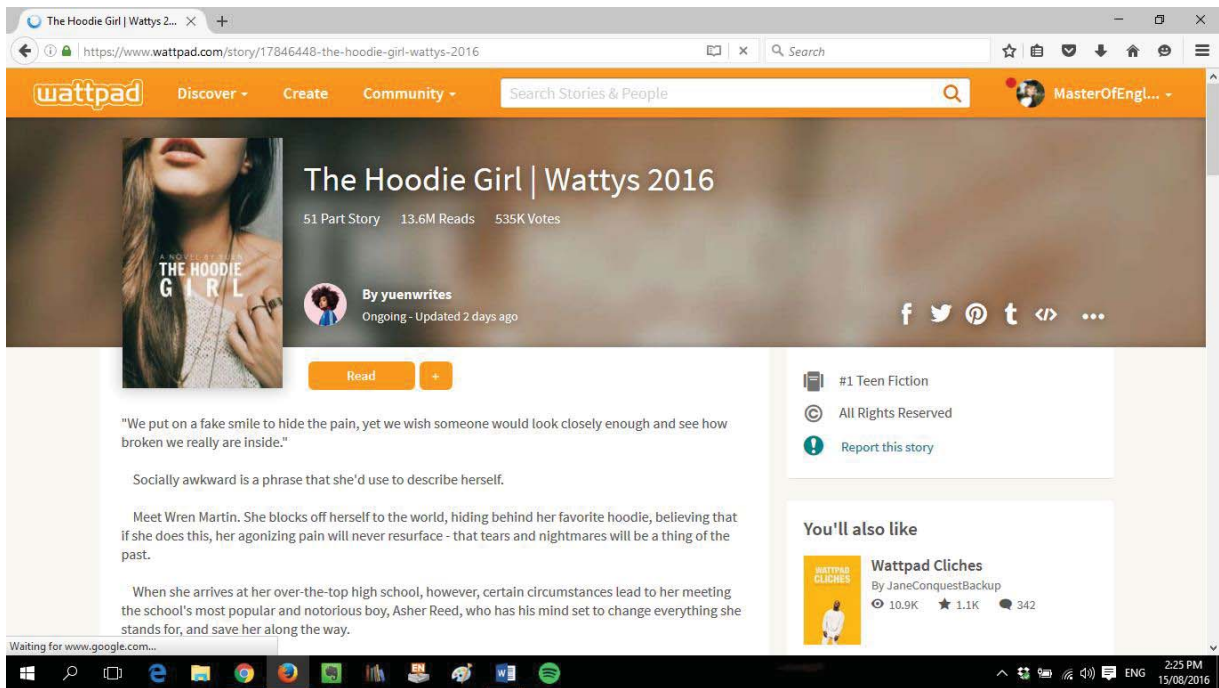 The Hoodie Girl | Wattys 2...
https://www.wattpad.com/story/17846448-the-hoodie-girl-wattys-2016
Search
wattpad
Discover
Create
Community
Search Stories & People
MasterOfEngl...
A NOVEL BY YUEN
THE HOODIE
GIRL
The Hoodie Girl | Wattys 2016
51 Part Story 13.6M Reads 535K Votes
By yuenwrites
Ongoing - Updated 2 days ago
f t </> ...
Read +
"We put on a fake smile to hide the pain, yet we wish someone would look closely enough and see how
broken we really are inside."
Socially awkward is a phrase that she'd use to describe herself.
Meet Wren Martin. She blocks off herself to the world, hiding behind her favorite hoodie, believing that
if she does this, her agonizing pain will never resurface - that tears and nightmares will be a thing of the
past.
When she arrives at her over-the-top high school, however, certain circumstances lead to her meeting
the school's most popular and notorious boy, Asher Reed, who has his mind set to change everything she
stands for, and save her along the way.
#1 Teen Fiction
© All Rights Reserved
Report this story
You'll also like
WATTPAD
CLICHES
Wattpad Cliches
By JaneConquestBackup
10.9K 1.1K 342
Waiting for www.google.com...
EN
ENG
2:25 PM
15/08/2016